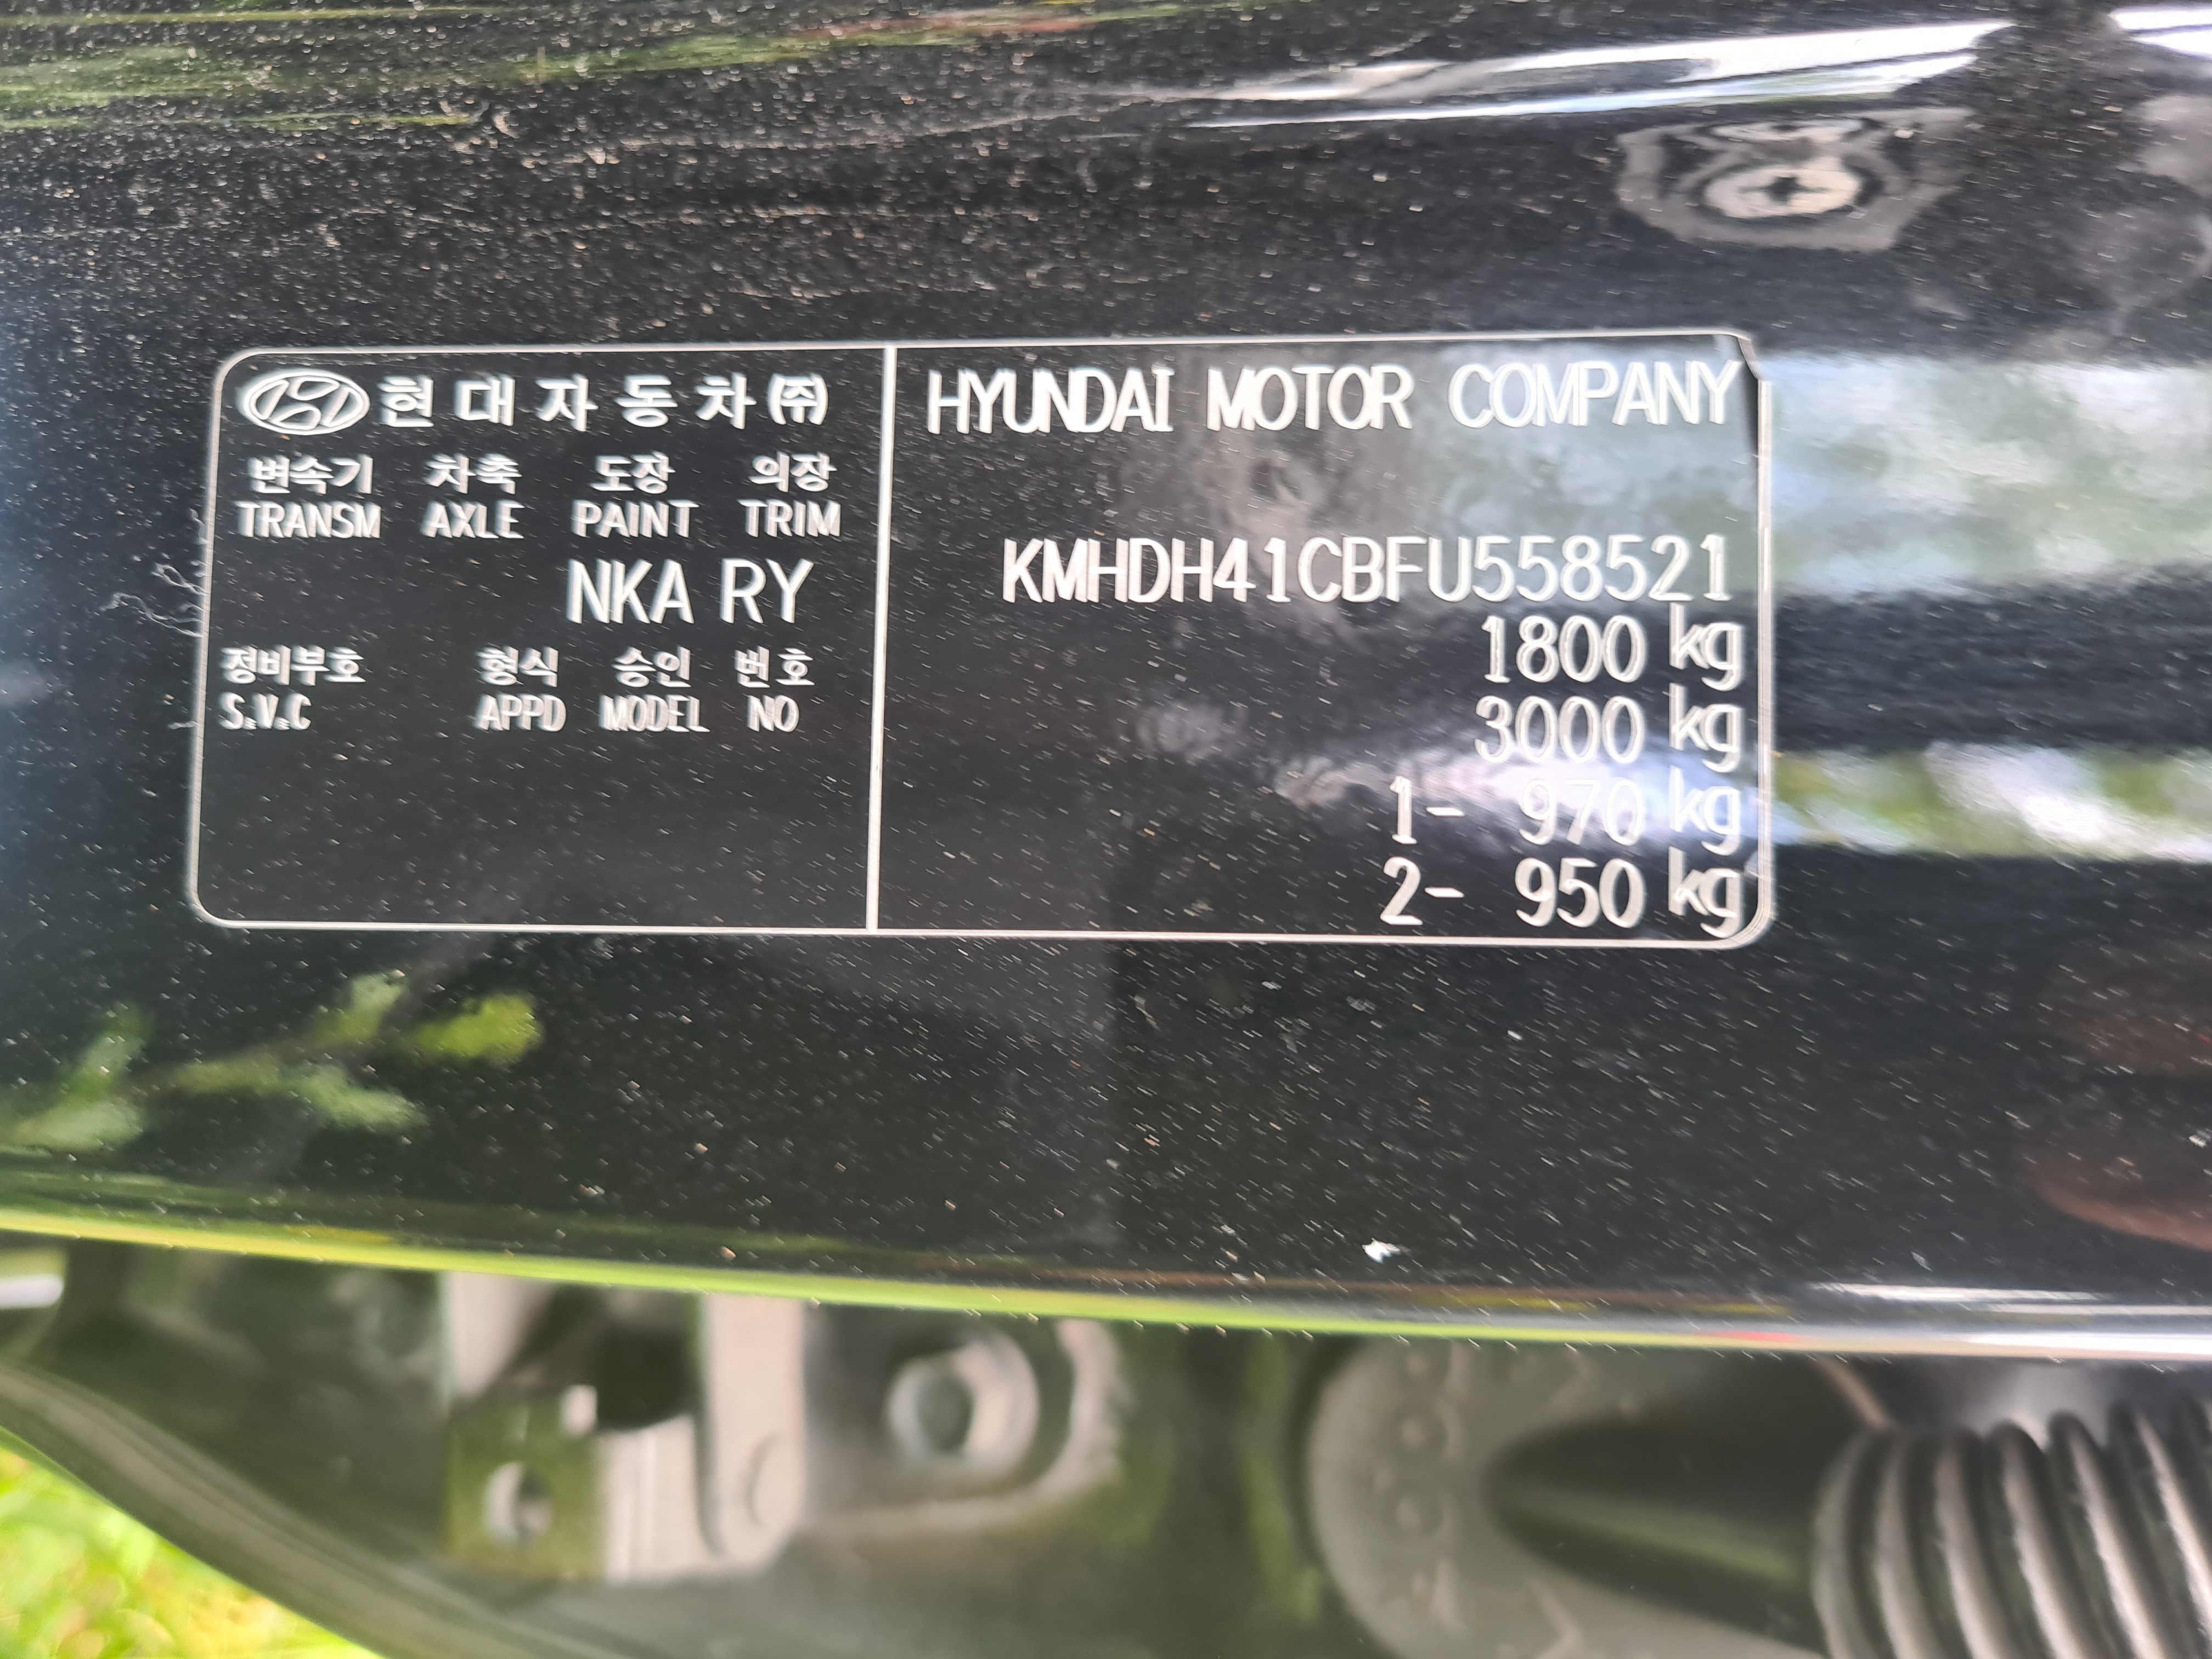 현대자동차㈜
변속기 차축 도장 의장
TRANSM AXLE PAINT TRIM
NKA RY
정비부호 형식 승인 번호
S.V.C APPD MODEL NO
HYUNDAI MOTOR COMPANY
KMHDH41CBFU558521
1800 kg
3000 kg
1- 970 kg
2- 950 kg